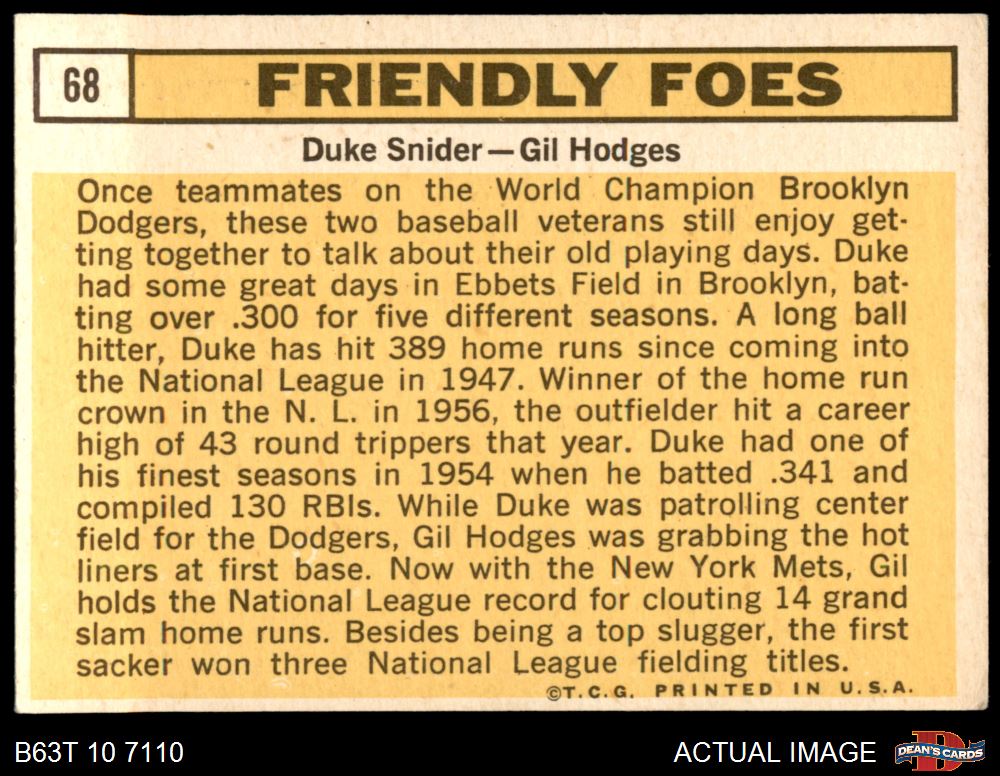 68
FRIENDLY FOES
Duke Snider—Gil Hodges
Once teammates on the World Champion Brooklyn
Dodgers, these two baseball veterans still enjoy get-
ting together to talk about their old playing days. Duke
had some great days in Ebbets Field in Brooklyn, bat-
ting over .300 for five different seasons. A long ball
hitter, Duke has hit 389 home runs since coming into
the National League in 1947. Winner of the home run
crown in the N. L. in 1956, the outfielder hit a career
high of 43 round trippers that year. Duke had one of
his finest seasons in 1954 when he batted .341 and
compiled 130 RBIs. While Duke was patrolling center
field for the Dodgers, Gil Hodges was grabbing the hot
liners at first base. Now with the New York Mets, Gil
holds the National League record for clouting 14 grand
slam home runs. Besides being a top slugger, the first
sacker won three National League fielding titles.
©T.C.G. PRINTED IN U.S.A.
B63T 10 7110
ACTUAL IMAGE
DEAN'S CARDS